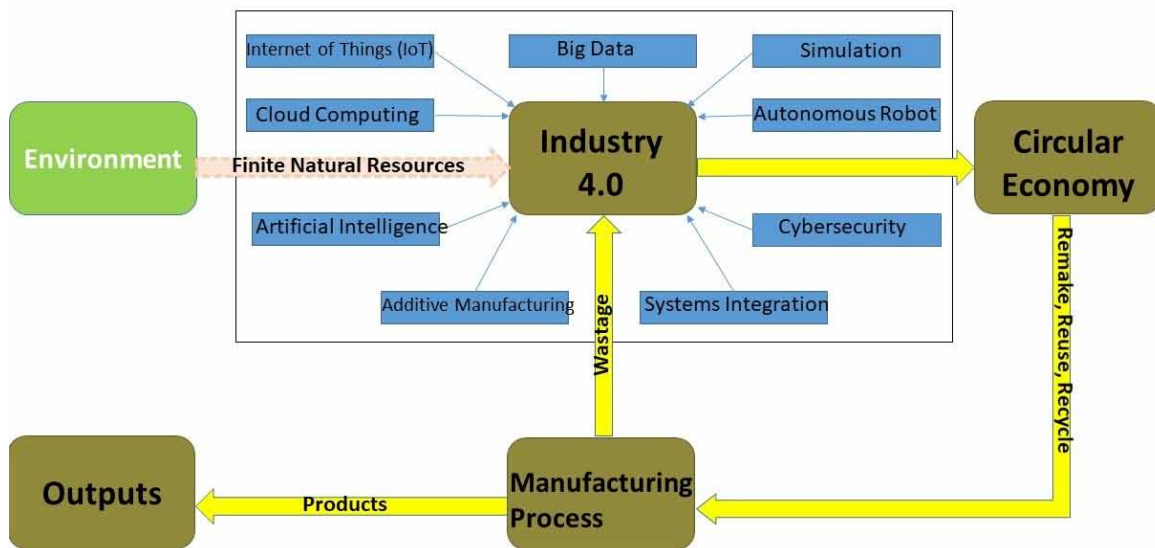 Internet of Things (IoT)
Big Data
Simulation
Cloud Computing
Autonomous Robot
Environment
Finite Natural Resources
Industry
4.0
Circular
Economy
Artificial Intelligence
Cybersecurity
Additive Manufacturing
Systems Integration
Wastage
Remake, Reuse, Recycle
Outputs
Products
Manufacturing
Process